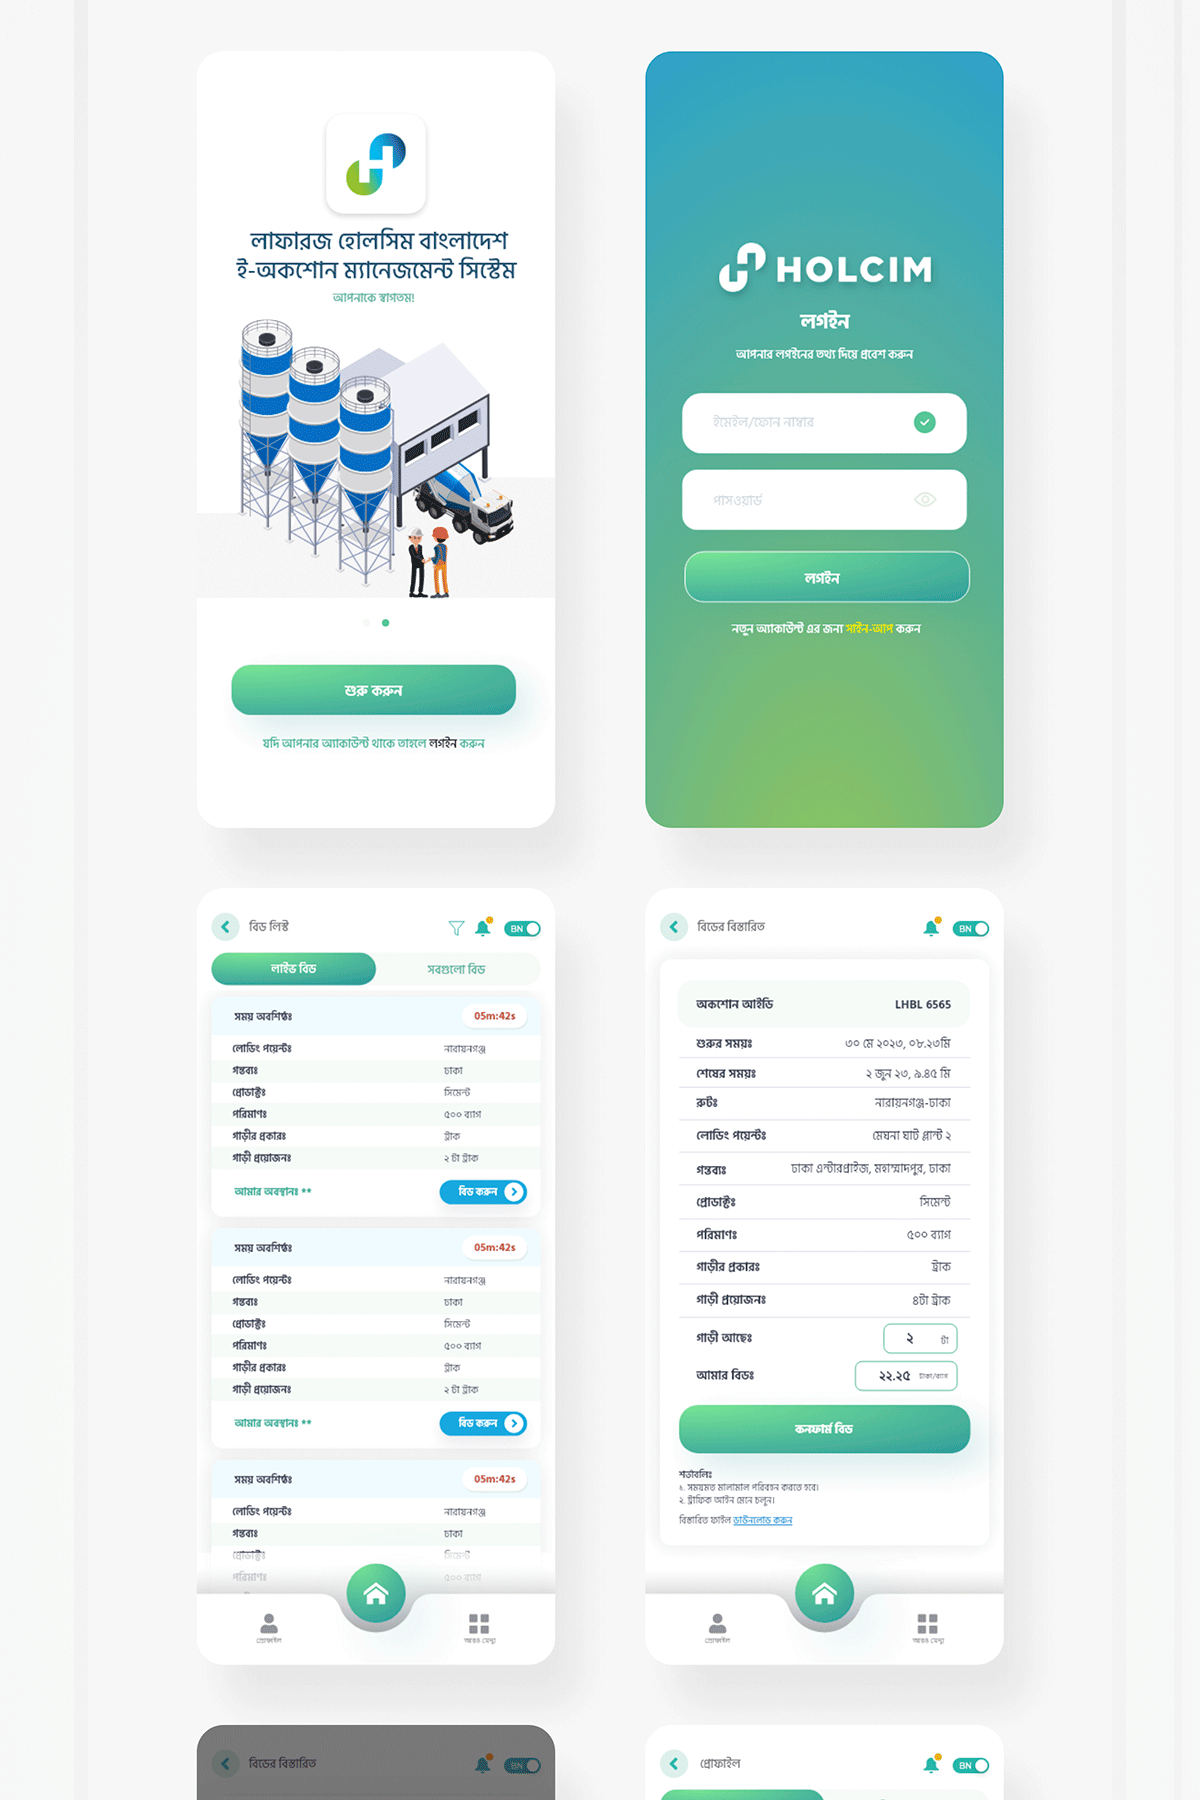 লাফারজ হোলসিম বাংলাদেশ
ই-অকশোন ম্যানেজমেন্ট সিস্টেম
আপনাকে স্বাগতম!
শুরু করুন
যদি আপনার অ্যাকাউন্ট থাকে তাহলে লগইন করুন
HOLCIM
লগইন
আপনার লগইনের তথ্য দিয়ে প্রবেশ করুন
ইমেইল/ফোন নাম্বার
পাসওয়ার্ড
লগইন
নতুন অ্যাকাউন্ট এর জন্য সাইন-আপ করুন
বিড লিস্ট
BN
লাইভ বিড
সবগুলো বিড
সময় অবশিষ্ঠঃ 05m:42s
লোডিং পয়েন্টঃ নারায়নগঞ্জ
গন্তব্যঃ ঢাকা
প্রোডাক্টঃ সিমেন্ট
পরিমাণঃ ৫০০ ব্যাগ
গাড়ীর প্রকারঃ ট্রাক
গাড়ী প্রয়োজনঃ ২ টা ট্রাক
আমার অবস্থানঃ ** বিড করুন
সময় অবশিষ্ঠঃ 05m:42s
লোডিং পয়েন্টঃ নারায়নগঞ্জ
গন্তব্যঃ ঢাকা
প্রোডাক্টঃ সিমেন্ট
পরিমাণঃ ৫০০ ব্যাগ
গাড়ীর প্রকারঃ ট্রাক
গাড়ী প্রয়োজনঃ ২ টা ট্রাক
আমার অবস্থানঃ ** বিড করুন
সময় অবশিষ্ঠঃ 05m:42s
লোডিং পয়েন্টঃ নারায়নগঞ্জ
গন্তব্যঃ ঢাকা
প্রোডাক্টঃ সিমেন্ট
পরিমাণঃ ৫০০ ব্যাগ
প্রোফাইল
আরও মেন্যু
বিডের বিস্তারিত
BN
অকশোন আইডি LHBL 6565
শুরুর সময়ঃ ৩০ মে ২০২৩, ০৮.২৩মি
শেষের সময়ঃ ২ জুন ২৩, ৯.৪৫ মি
রুটঃ নারায়নগঞ্জ-ঢাকা
লোডিং পয়েন্টঃ মেঘনা ঘাট প্লান্ট ২
গন্তব্যঃ ঢাকা এন্টারপ্রাইজ, মহাম্মাদপুর, ঢাকা
প্রোডাক্টঃ সিমেন্ট
পরিমাণঃ ৫০০ ব্যাগ
গাড়ীর প্রকারঃ ট্রাক
গাড়ী প্রয়োজনঃ ৪টা ট্রাক
গাড়ী আছেঃ ২ টা
আমার বিডঃ ২২.২৫ টাকা/ব্যাগ
কনফার্ম বিড
শর্তাবলিঃ
১. সময়মত মালামাল পরিবহন করতে হবে।
২. ট্রাফিক আইন মেনে চলুন।
বিস্তারিত ফাইল ডাউনলোড করুন
প্রোফাইল
আরও মেন্যু
বিডের বিস্তারিত
BN
প্রোফাইল
BN